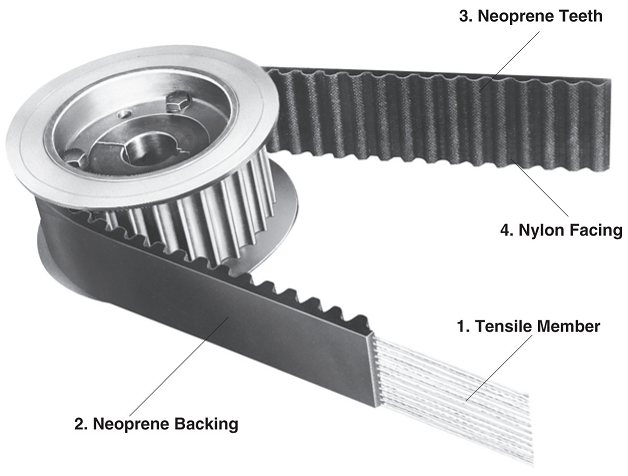 3. Neoprene Teeth
4. Nylon Facing
1. Tensile Member
2. Neoprene Backing